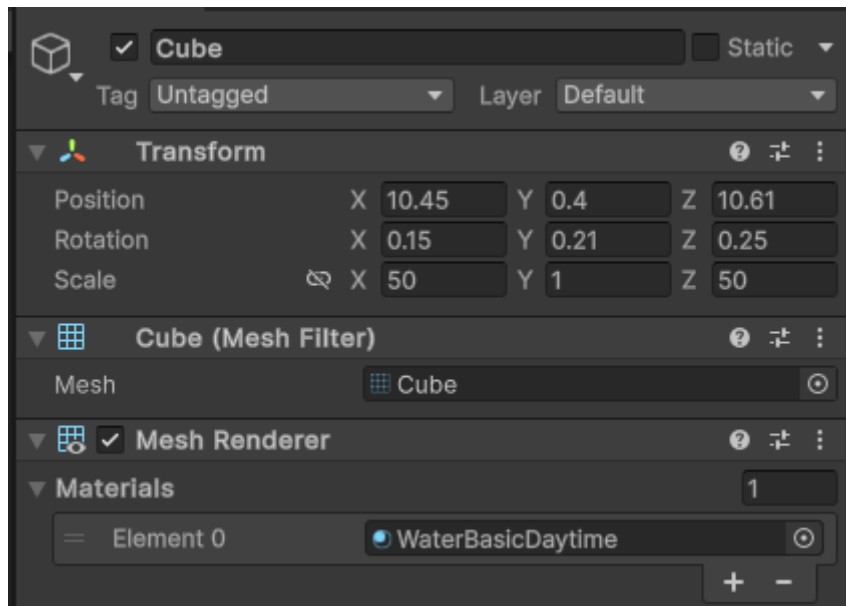 Cube Static
Tag Untagged Layer Default
Transform
Position X 10.45 Y 0.4 Z 10.61
Rotation X 0.15 Y 0.21 Z 0.25
Scale X 50 Y 1 Z 50
Cube (Mesh Filter)
Mesh Cube
Mesh Renderer
Materials 1
Element 0 WaterBasicDaytime
+ -